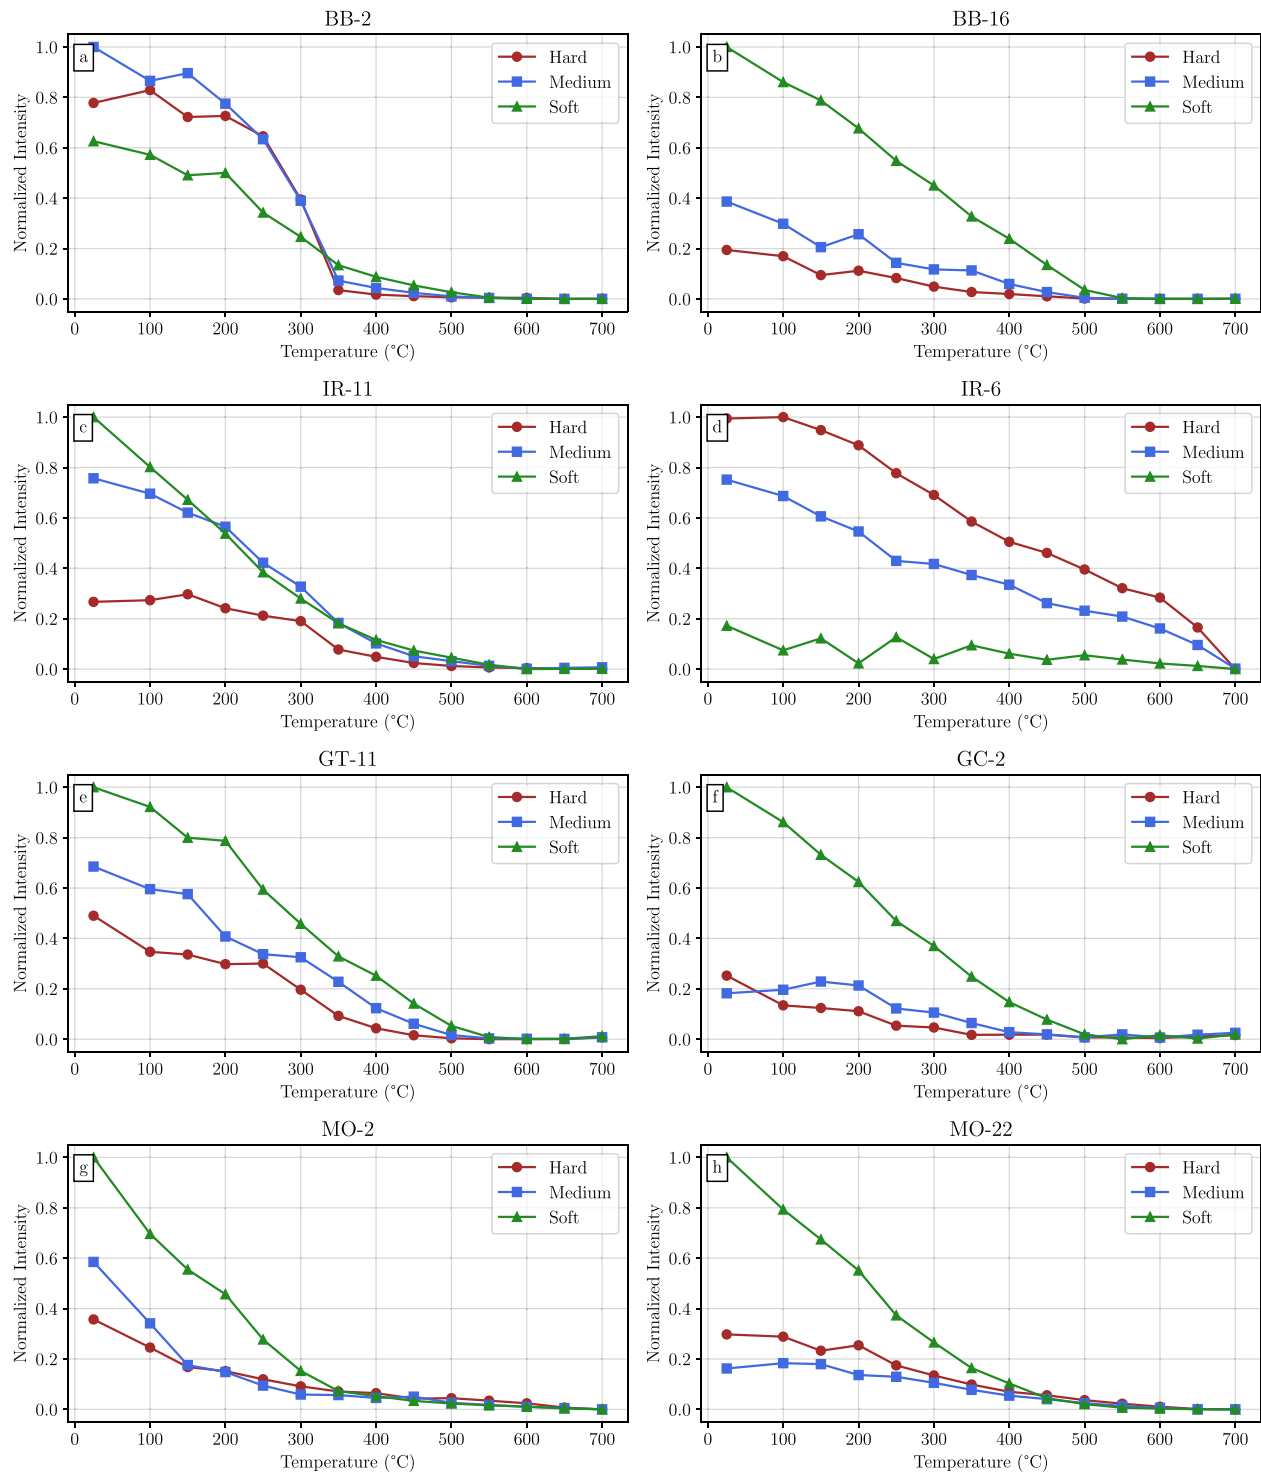 BB-2
a
Hard
Medium
Soft
1.0
0.8
0.6
0.4
0.2
0.0
Normalized Intensity
0 100 200 300 400 500 600 700
Temperature (°C)
BB-16
b
Hard
Medium
Soft
1.0
0.8
0.6
0.4
0.2
0.0
Normalized Intensity
0 100 200 300 400 500 600 700
Temperature (°C)
IR-11
c
Hard
Medium
Soft
1.0
0.8
0.6
0.4
0.2
0.0
Normalized Intensity
0 100 200 300 400 500 600 700
Temperature (°C)
IR-6
d
Hard
Medium
Soft
1.0
0.8
0.6
0.4
0.2
0.0
Normalized Intensity
0 100 200 300 400 500 600 700
Temperature (°C)
GT-11
e
Hard
Medium
Soft
1.0
0.8
0.6
0.4
0.2
0.0
Normalized Intensity
0 100 200 300 400 500 600 700
Temperature (°C)
GC-2
f
Hard
Medium
Soft
1.0
0.8
0.6
0.4
0.2
0.0
Normalized Intensity
0 100 200 300 400 500 600 700
Temperature (°C)
MO-2
g
Hard
Medium
Soft
1.0
0.8
0.6
0.4
0.2
0.0
Normalized Intensity
0 100 200 300 400 500 600 700
Temperature (°C)
MO-22
h
Hard
Medium
Soft
1.0
0.8
0.6
0.4
0.2
0.0
Normalized Intensity
0 100 200 300 400 500 600 700
Temperature (°C)